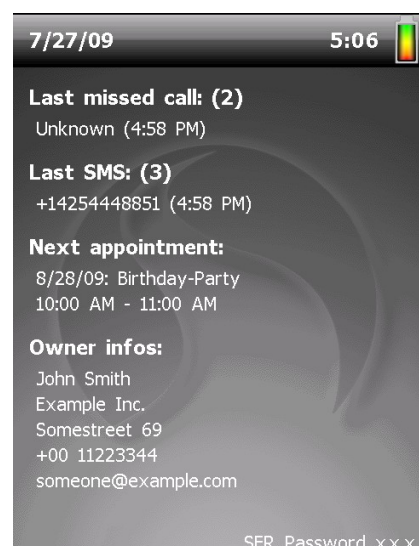 7/27/09 5:06
Last missed call: (2)
Unknown (4:58 PM)
Last SMS: (3)
+14254448851 (4:58 PM)
Next appointment:
8/28/09: Birthday-Party
10:00 AM - 11:00 AM
Owner infos:
John Smith
Example Inc.
Somestreet 69
+00 11223344
someone@example.com
SER Password x x x